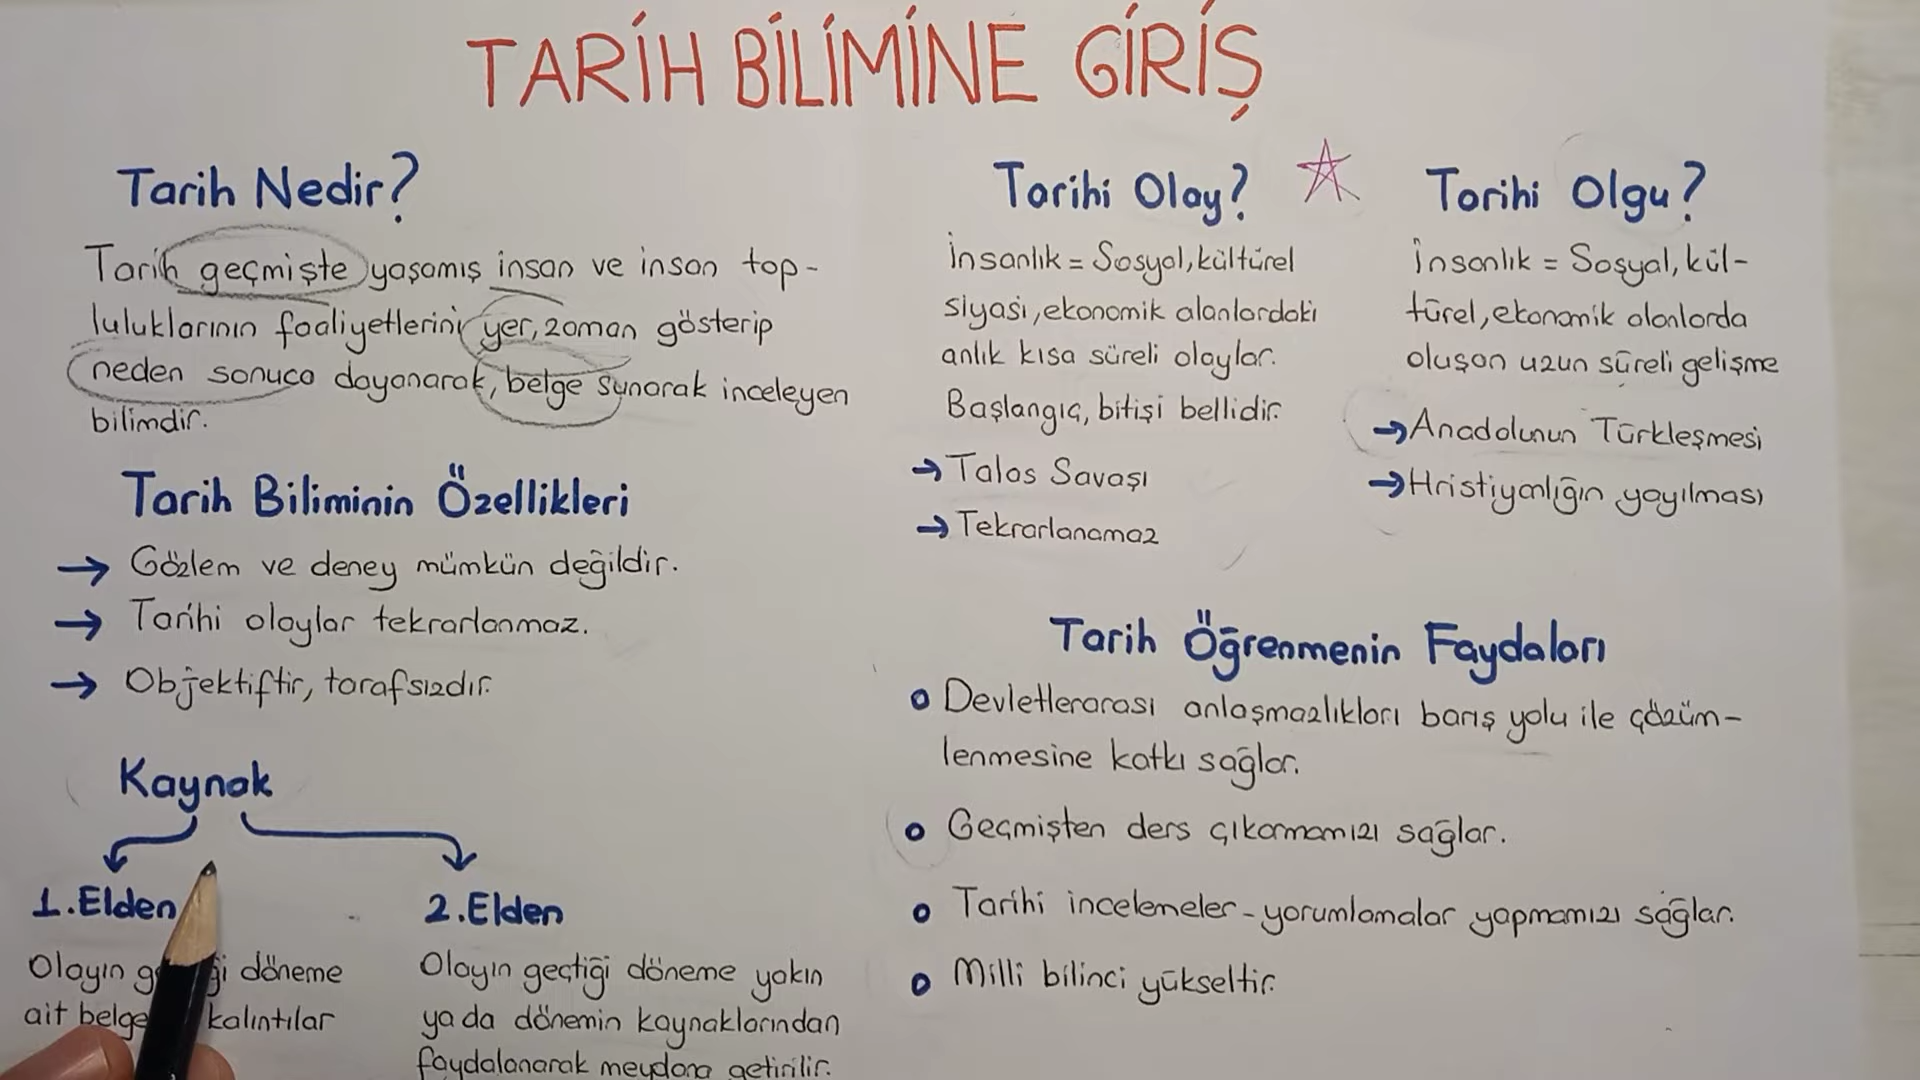 TARİH BİLİMİNE GİRİŞ
Tarih Nedir?
Tarih geçmişte yaşamış insan ve insan top-
luluklarının faaliyetlerini yer, zaman gösterip
neden sonuca dayanarak, belge sunarak inceleyen
bilimdir.
Tarih Biliminin Özellikleri
→ Gözlem ve deney mümkün değildir.
→ Tarihi olaylar tekrarlanmaz.
→ Objektiftir, tarafsızdır.
Kaynak
1.Elden
Olayın döneme
ait kalıntılar
2.Elden
Olayın geçtiği döneme yakın
ya da dönemin kaynaklarından
faydalanarak meydana getirilir.
Tarihi Olay?
İnsanlık = Sosyal, kültürel
siyasi, ekonomik alanlardaki
anlık kısa süreli olaylar.
Başlangıç, bitişi bellidir.
→ Talas Savaşı
→ Tekrarlanamaz
Tarihi Olgu?
İnsanlık = Sosyal, kül-
türel, ekonomik alanlarda
oluşan uzun süreli gelişme
→ Anadolunun Türkleşmesi
→ Hristiyanlığın yayılması
Tarih Öğrenmenin Faydaları
Devletlerarası anlaşmazlıkları barış yolu ile çözüm-
lenmesine katkı sağlar.
Geçmişten ders çıkarmamızı sağlar.
Tarihi incelemeler - yorumlamalar yapmamızı sağlar.
Milli bilinci yükseltir.